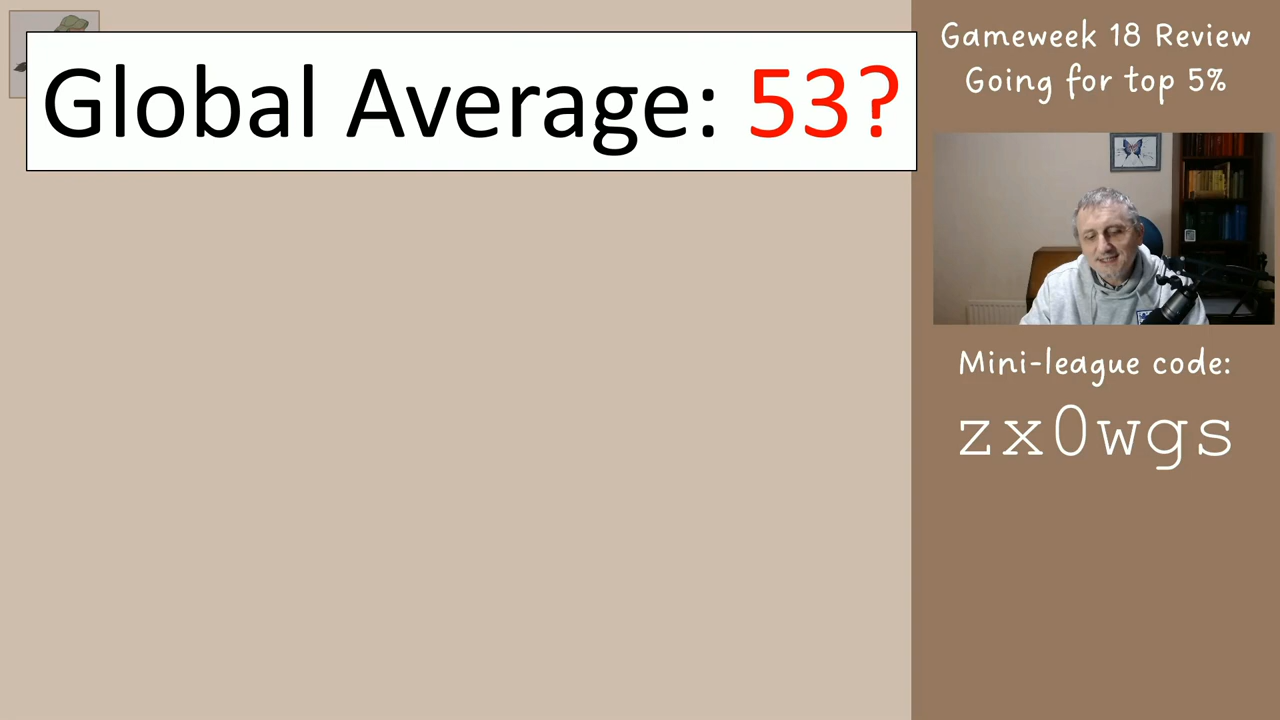 Global Average: 53?
Gameweek 18 Review
Going for top 5%
Mini-league code:
zx0wgs